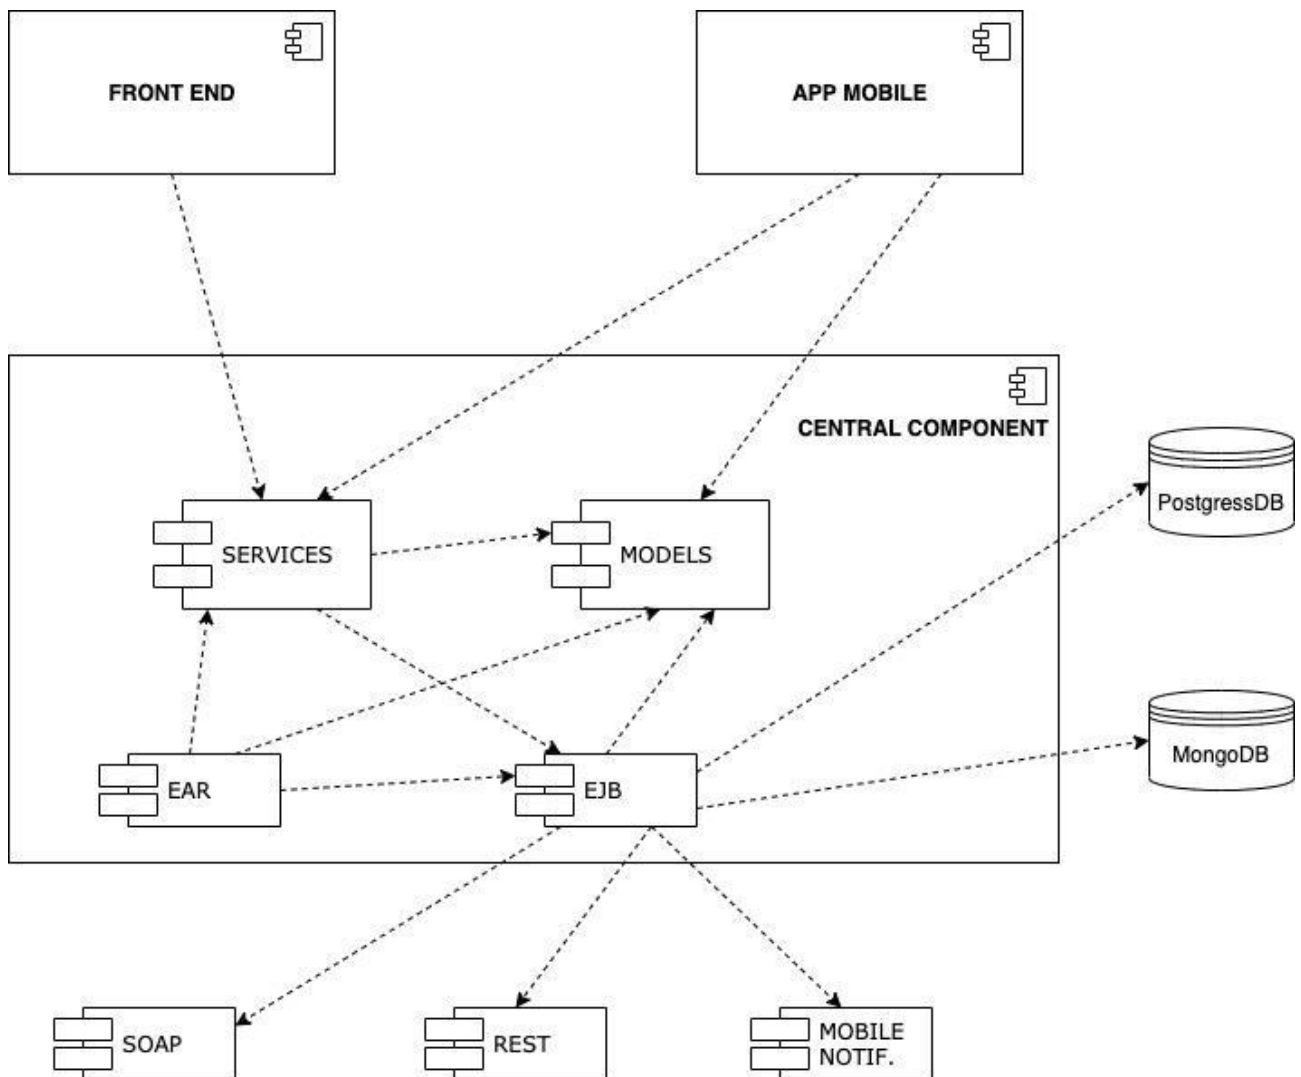 FRONT END
APP MOBILE
CENTRAL COMPONENT
PostgressDB
SERVICES
MODELS
MongoDB
EAR
EJB
SOAP
REST
MOBILE
NOTIF.